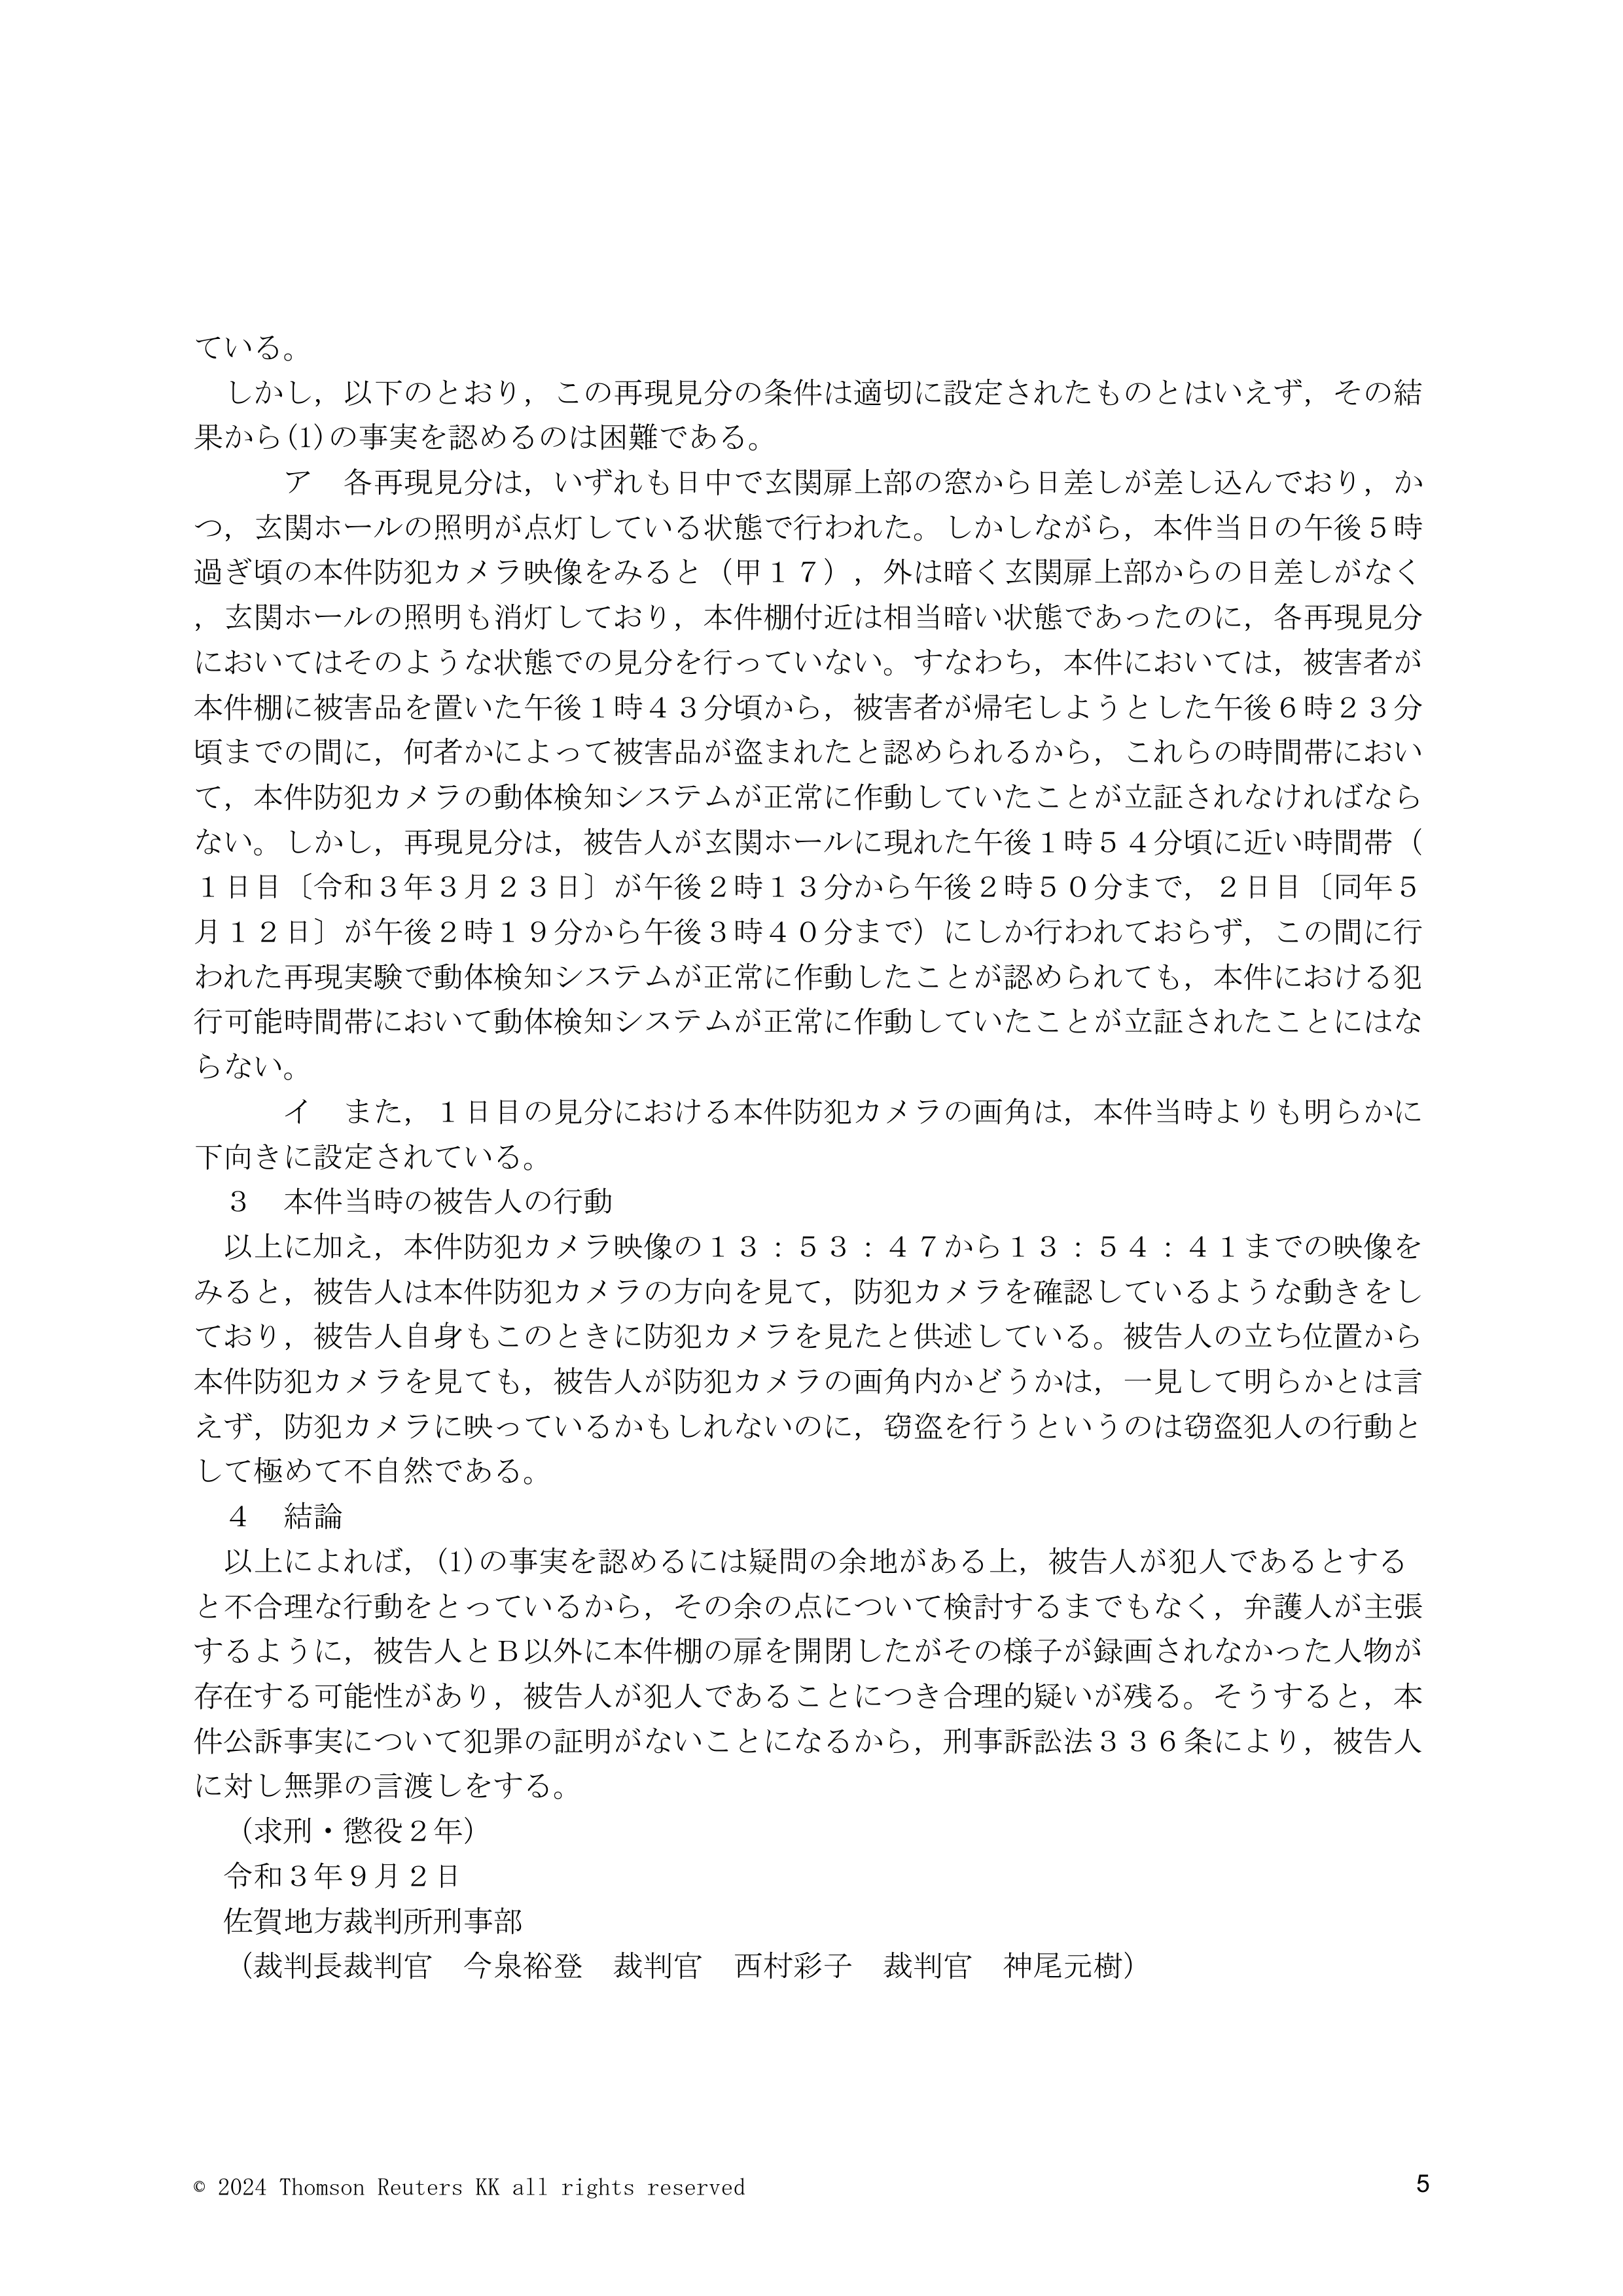 ている。
　しかし，以下のとおり，この再現見分の条件は適切に設定されたものとはいえず，その結
果から(1)の事実を認めるのは困難である。
　　　ア　各再現見分は，いずれも日中で玄関扉上部の窓から日差しが差し込んでおり，か
つ，玄関ホールの照明が点灯している状態で行われた。しかしながら，本件当日の午後５時
過ぎ頃の本件防犯カメラ映像をみると（甲１７），外は暗く玄関扉上部からの日差しがなく
，玄関ホールの照明も消灯しており，本件棚付近は相当暗い状態であったのに，各再現見分
においてはそのような状態での見分を行っていない。すなわち，本件においては，被害者が
本件棚に被害品を置いた午後１時４３分頃から，被害者が帰宅しようとした午後６時２３分
頃までの間に，何者かによって被害品が盗まれたと認められるから，これらの時間帯におい
て，本件防犯カメラの動体検知システムが正常に作動していたことが立証されなければなら
ない。しかし，再現見分は，被告人が玄関ホールに現れた午後１時５４分頃に近い時間帯（
１日目〔令和３年３月２３日〕が午後２時１３分から午後２時５０分まで，２日目〔同年５
月１２日〕が午後２時１９分から午後３時４０分まで）にしか行われておらず，この間に行
われた再現実験で動体検知システムが正常に作動したことが認められても，本件における犯
行可能時間帯において動体検知システムが正常に作動していたことが立証されたことにはな
らない。
　　　イ　また，１日目の見分における本件防犯カメラの画角は，本件当時よりも明らかに
下向きに設定されている。
　３　本件当時の被告人の行動
　以上に加え，本件防犯カメラ映像の１３：５３：４７から１３：５４：４１までの映像を
みると，被告人は本件防犯カメラの方向を見て，防犯カメラを確認しているような動きをし
ており，被告人自身もこのときに防犯カメラを見たと供述している。被告人の立ち位置から
本件防犯カメラを見ても，被告人が防犯カメラの画角内かどうかは，一見して明らかとは言
えず，防犯カメラに映っているかもしれないのに，窃盗を行うというのは窃盗犯人の行動と
して極めて不自然である。
　４　結論
　以上によれば，(1)の事実を認めるには疑問の余地がある上，被告人が犯人であるとする
と不合理な行動をとっているから，その余の点について検討するまでもなく，弁護人が主張
するように，被告人とＢ以外に本件棚の扉を開閉したがその様子が録画されなかった人物が
存在する可能性があり，被告人が犯人であることにつき合理的疑いが残る。そうすると，本
件公訴事実について犯罪の証明がないことになるから，刑事訴訟法３３６条により，被告人
に対し無罪の言渡しをする。
　（求刑・懲役２年）
　令和３年９月２日
　佐賀地方裁判所刑事部
　（裁判長裁判官　今泉裕登　裁判官　西村彩子　裁判官　神尾元樹）
© 2024 Thomson Reuters KK all rights reserved
5